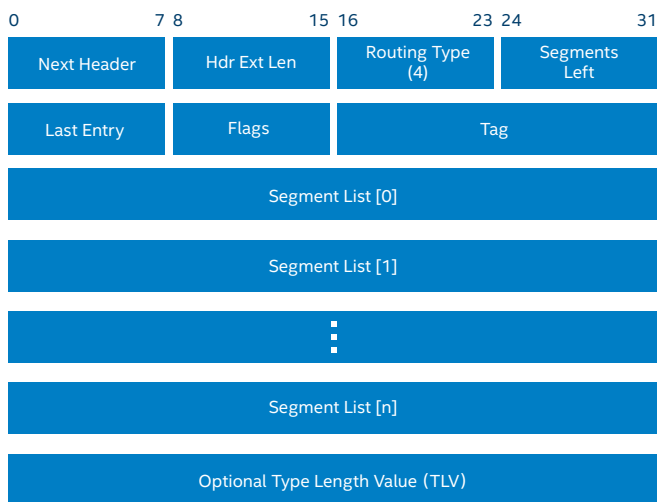 0 7 8 15 16 23 24 31
Next Header Hdr Ext Len Routing Type (4) Segments Left
Last Entry Flags Tag
Segment List [0]
Segment List [1]
Segment List [n]
Optional Type Length Value (TLV)